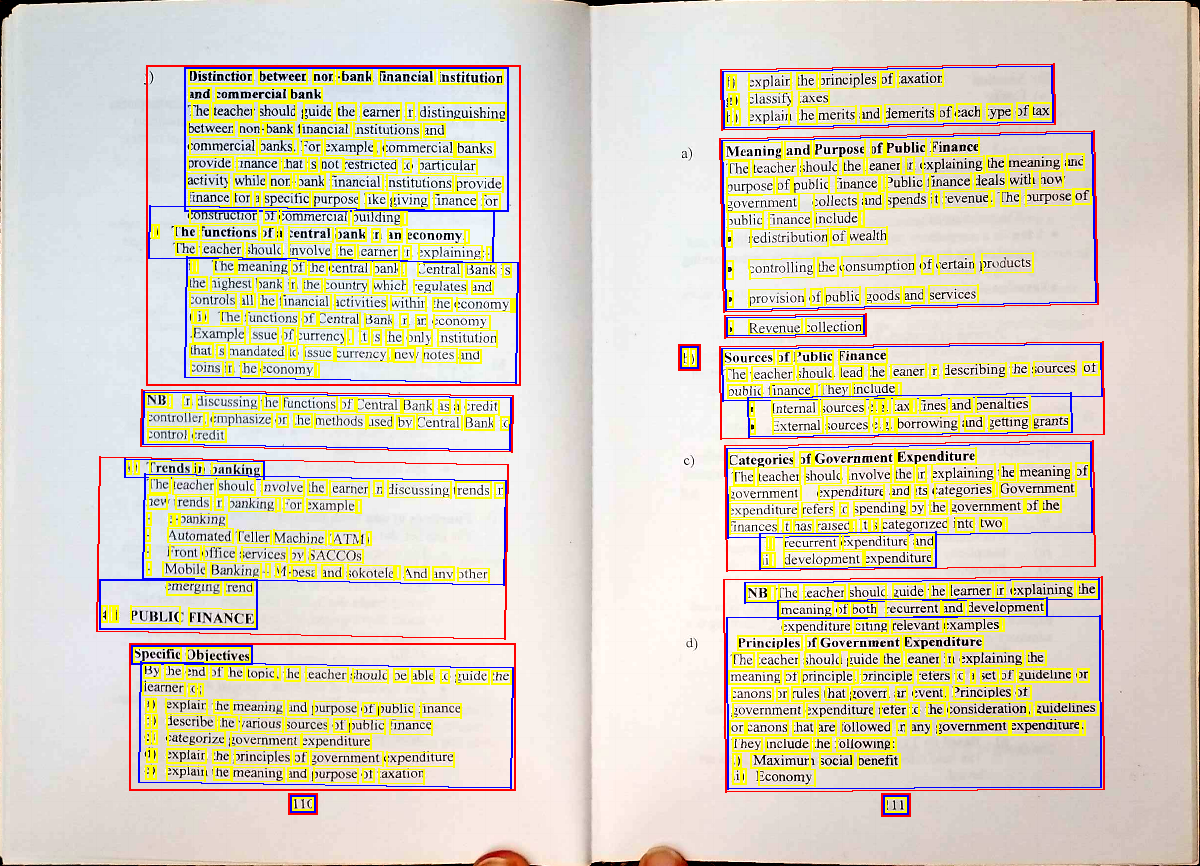 ) Distinction between non-bank financial institution
and commercial bank
The teacher should guide the learner in distinguishing
between non-bank financial institutions and
commercial banks. For example, commercial banks
provide finance that is not restricted to particular
activity while non-bank financial institutions provide
finance for a specific purpose like giving finance for
construction of commercial building
The functions of a central bank in an economy
The teacher should involve the learner in explaining:-
The meaning of the central bank. Central Bank is
the highest bank in the country which regulates and
controls all the financial activities within the economy
(ii) The functions of Central Bank in an economy
.Example issue of currency. It is the only institution
that is mandated to issue currency, new notes and
coins in the economy
NB In discussing the functions of Central Bank as a credit
controller, emphasize on the methods used by Central Bank to
control credit
Trends in banking
The teacher should involve the learner in discussing trends in
new trends in banking. For example
- E-banking
- Automated Teller Machine (ATM)
- Front office services by SACCOs
- Mobile Banking – M-pesa and sokotele. And any other
emerging trend
PUBLIC FINANCE
Specific Objectives
By the end of the topic, the teacher should be able to guide the
learner to;
a) explain the meaning and purpose of public finance
b) describe the various sources of public finance
c) categorize government expenditure
d) explain the principles of government expenditure
e) explain the meaning and purpose of taxation
110
f) explain the principles of taxation
g) classify taxes
h) explain the merits and demerits of each type of tax
a) Meaning and Purpose of Public Finance
The teacher should the leaner in explaining the meaning and
purpose of public finance. Public finance deals with how
government collects and spends it revenue. The purpose of
public finance include
• redistribution of wealth
• controlling the consumption of certain products
• provision of public goods and services
• Revenue collection
b) Sources of Public Finance
The teacher should lead the leaner in describing the sources of
public finance. They include
• Internal sources e.g. tax fines and penalties
• External sources e.g. borrowing and getting grants
c) Categories of Government Expenditure
The teacher should involve the in explaining the meaning of
government expenditure and its categories. Government
expenditure refers to spending by the government of the
finances it has raised. It is categorized into two
i) recurrent expenditure and
ii) development expenditure
NB The teacher should guide the learner in explaining the
meaning of both recurrent and development
expenditure citing relevant examples
d) Principles of Government Expenditure
The teacher should guide the leaner in explaining the
meaning of principle. principle refers to a set of guideline or
canons or rules that govern an event. Principles of
government expenditure refer to the consideration, guidelines
or canons that are followed in any government expenditure.
They include the following:
i) Maximum social benefit
ii) Economy
111